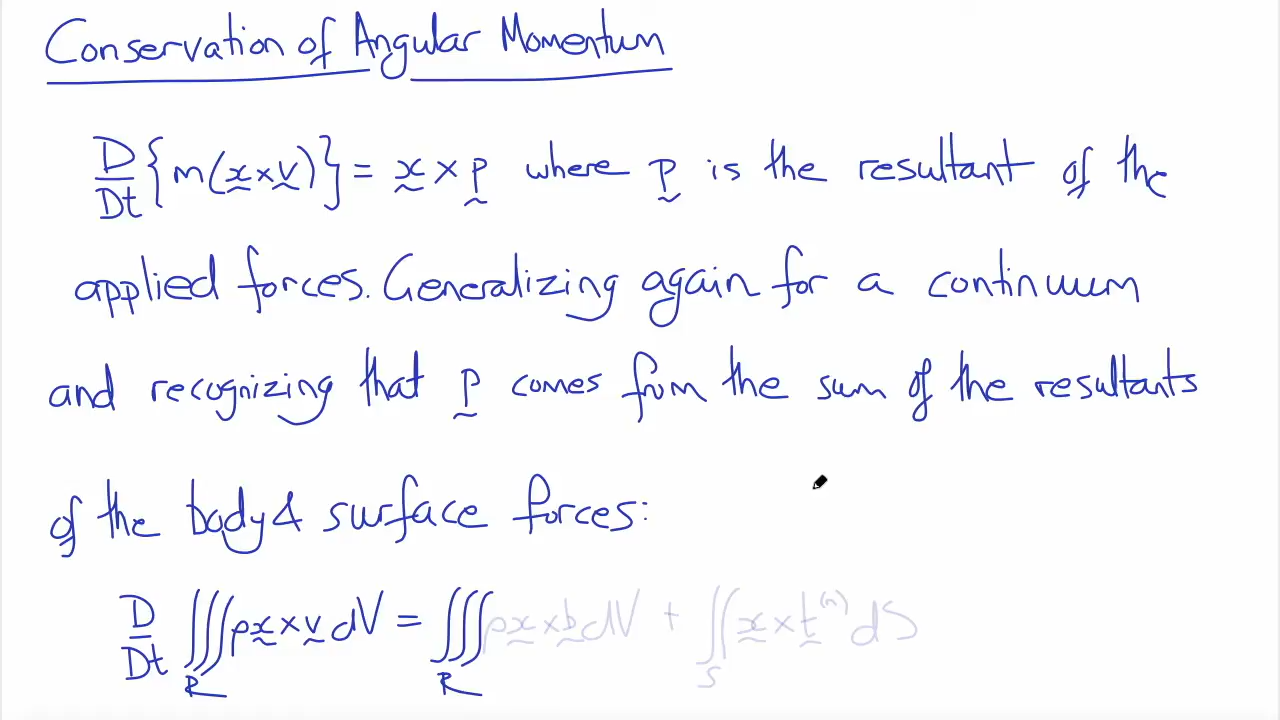 Conservation of Angular Momentum
D/Dt {m(x̰ × v̰)} = x̰ × p̰ where p̰ is the resultant of the
applied forces. Generalizing again for a continuum
and recognizing that p̰ comes from the sum of the resultants
of the body & surface forces:
D/Dt ∭_R ρx̰ × v̰ dV = ∭_R ρx̰ × b̰ dV + ∬_S x̰ × t̰^(n) dS